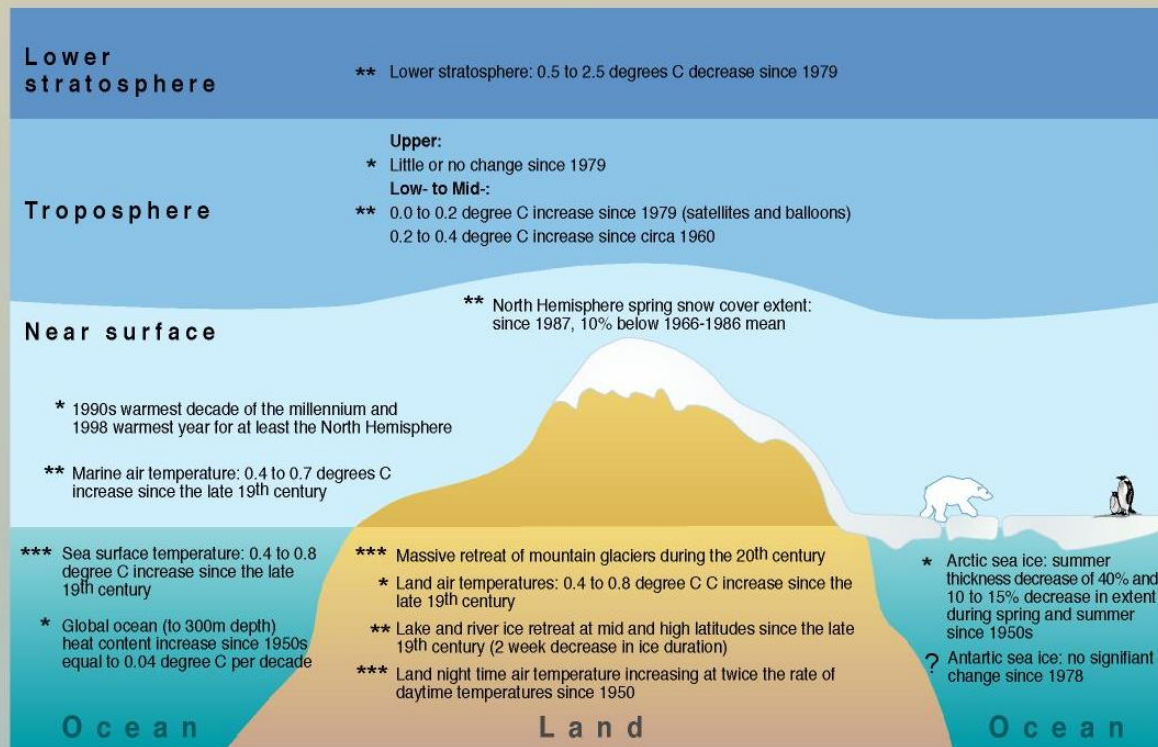 Lower
stratosphere
** Lower stratosphere: 0.5 to 2.5 degrees C decrease since 1979
Upper:
* Little or no change since 1979
Low- to Mid-:
** 0.0 to 0.2 degree C increase since 1979 (satellites and balloons)
0.2 to 0.4 degree C increase since circa 1960
Troposphere
** North Hemisphere spring snow cover extent:
since 1987, 10% below 1966-1986 mean
Near surface
* 1990s warmest decade of the millennium and
1998 warmest year for at least the North Hemisphere
** Marine air temperature: 0.4 to 0.7 degrees C
increase since the late 19th century
*** Sea surface temperature: 0.4 to 0.8
degree C increase since the late
19th century
* Global ocean (to 300m depth)
heat content increase since 1950s
equal to 0.04 degree C per decade
Ocean
*** Massive retreat of mountain glaciers during the 20th century
* Land air temperatures: 0.4 to 0.8 degree C C increase since the
late 19th century
** Lake and river ice retreat at mid and high latitudes since the late
19th century (2 week decrease in ice duration)
*** Land night time air temperature increasing at twice the rate of
daytime temperatures since 1950
Land
* Arctic sea ice: summer
thickness decrease of 40% and
10 to 15% decrease in extent
during spring and summer
since 1950s
? Antartic sea ice: no signifiant
change since 1978
Ocean